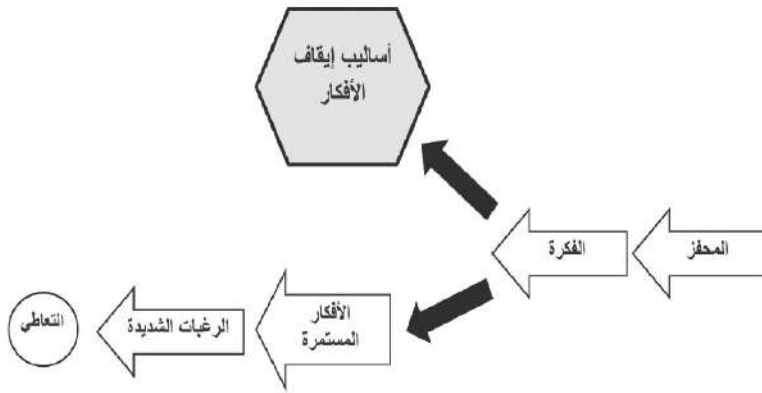 أساليب إيقاف
الأفكار
المحفز
الفكرة
الأفكار
المستمرة
الرغبات الشديدة
التعاطي